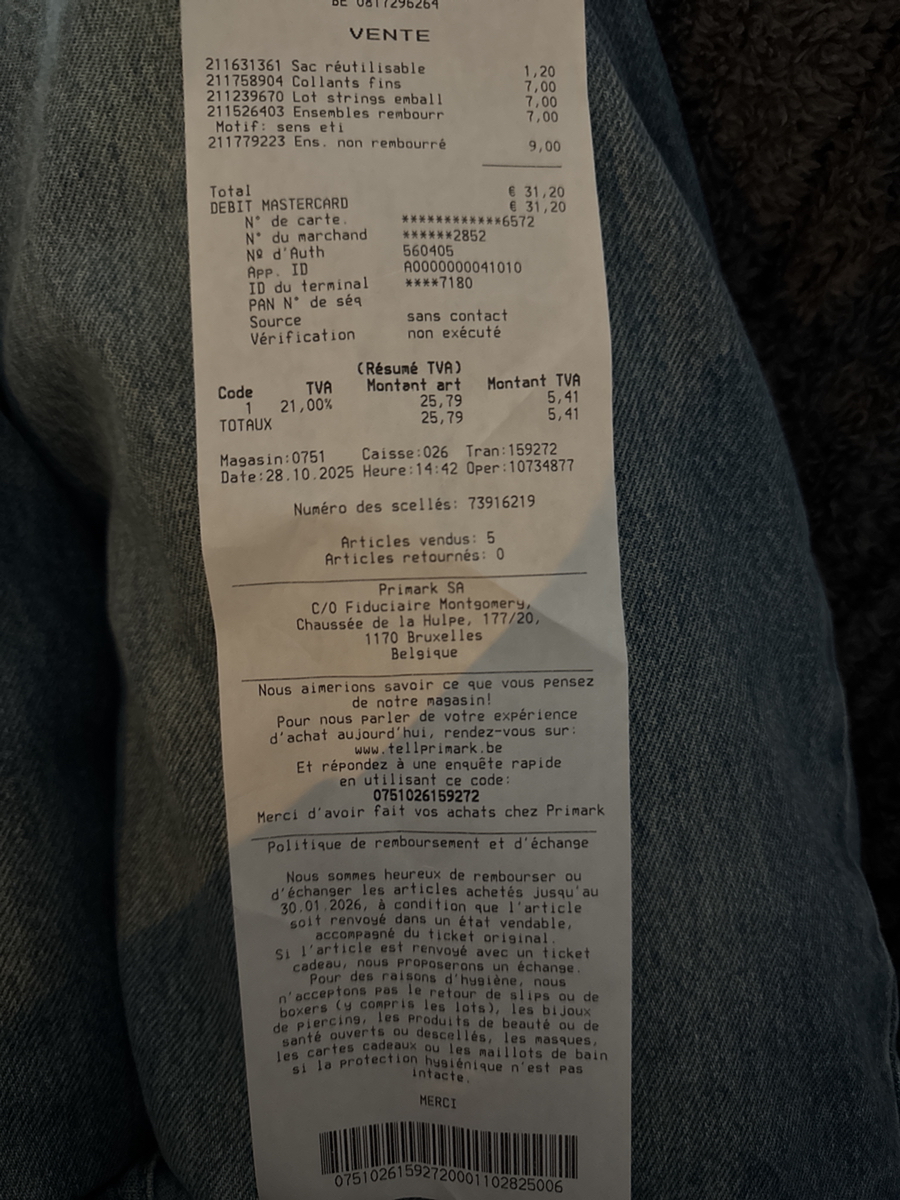 BE 0817296264
VENTE
211631361 Sac réutilisable 1,20
211758904 Collants fins 7,00
211239670 Lot strings emball 7,00
211526403 Ensembles rembourr 7,00
Motif: sens eti
211779223 Ens. non rembourré 9,00
Total € 31,20
DEBIT MASTERCARD € 31,20
N° de carte. ************6572
N° du marchand ******2852
Nº d'Auth 560405
App. ID A0000000041010
ID du terminal ****7180
PAN N° de séq
Source sans contact
Vérification non exécuté
(Résumé TVA)
Code TVA Montant art Montant TVA
1 21,00% 25,79 5,41
TOTAUX 25,79 5,41
Magasin:0751 Caisse:026 Tran:159272
Date:28.10.2025 Heure:14:42 Oper:10734877
Numéro des scellés: 73916219
Articles vendus: 5
Articles retournés: 0
Primark SA
C/O Fiduciaire Montgomery,
Chaussée de la Hulpe, 177/20,
1170 Bruxelles
Belgique
Nous aimerions savoir ce que vous pensez
de notre magasin!
Pour nous parler de votre expérience
d'achat aujourd'hui, rendez-vous sur:
www.tellprimark.be
Et répondez à une enquête rapide
en utilisant ce code:
0751026159272
Merci d'avoir fait vos achats chez Primark
Politique de remboursement et d'échange
Nous sommes heureux de rembourser ou
d'échanger les articles achetés jusqu'au
30.01.2026, à condition que l'article
soit renvoyé dans un état vendable,
accompagné du ticket original.
Si l'article est renvoyé avec un ticket
cadeau, nous proposerons un échange.
Pour des raisons d'hygiène, nous
n'acceptons pas le retour de slips ou de
boxers (y compris les lots), les bijoux
de piercing, les produits de beauté ou de
santé ouverts ou descellés, les masques,
les cartes cadeaux ou les maillots de bain
si la protection hygiénique n'est pas
intacte.
MERCI
07510261592720001102825006